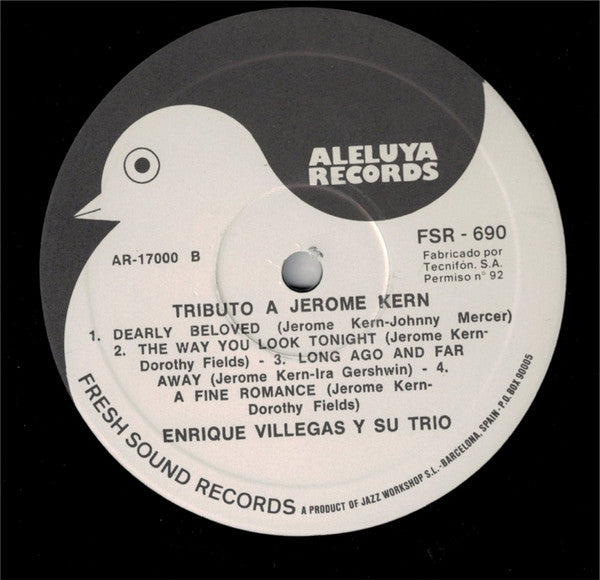 ALELUYA
RECORDS
FSR - 690
AR-17000 B
Fabricado por
Tecnifón. S.A.
Permiso n° 92
TRIBUTO A JEROME KERN
1. DEARLY BELOVED (Jerome Kern-Johnny Mercer)
2. THE WAY YOU LOOK TONIGHT (Jerome Kern-
Dorothy Fields) - 3. LONG AGO AND FAR
AWAY (Jerome Kern-Ira Gershwin) - 4.
A FINE ROMANCE (Jerome Kern-
Dorothy Fields)
ENRIQUE VILLEGAS Y SU TRIO
FRESH SOUND RECORDS A PRODUCT OF JAZZ WORKSHOP S.L.-BARCELONA, SPAIN-P.O. BOX 90005